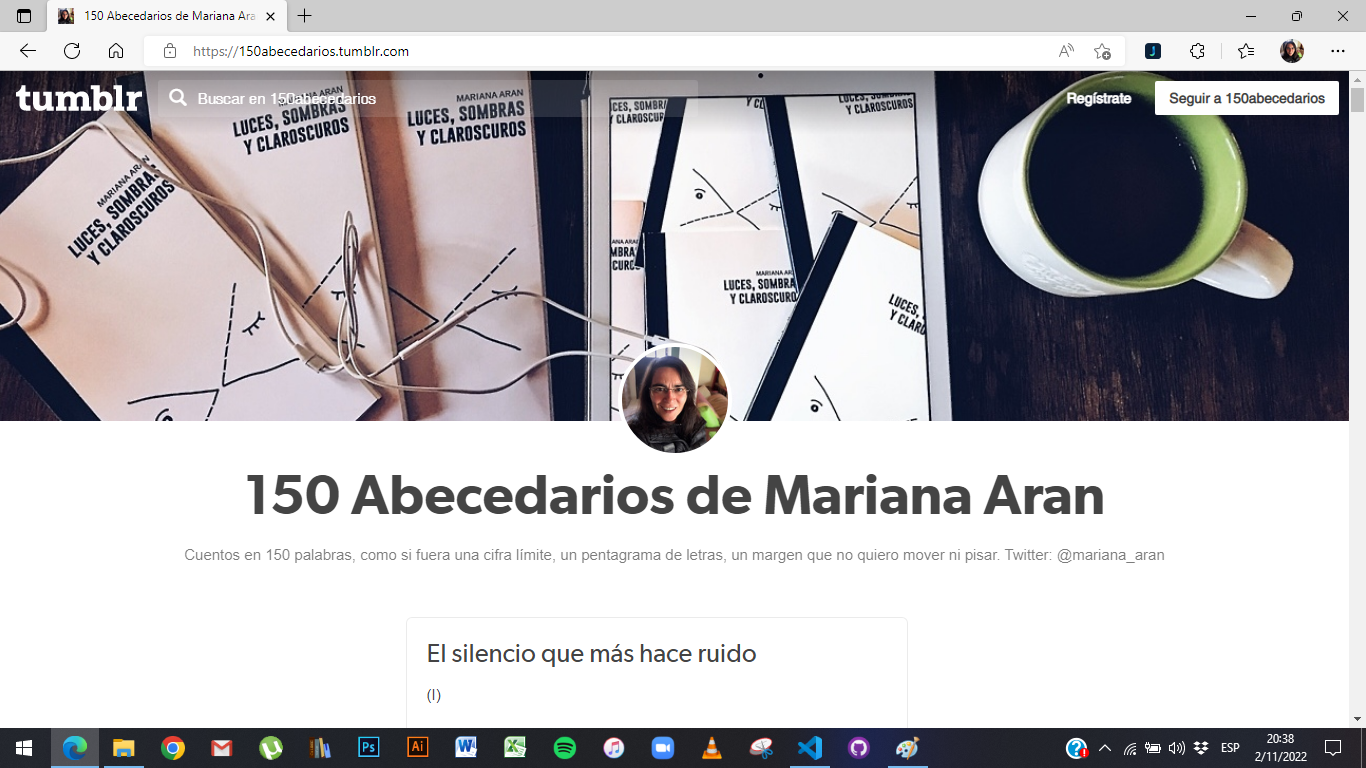 150 Abecedarios de Mariana Ara
https://150abecedarios.tumblr.com
tumblr
Buscar en 150abecedarios
Regístrate
Seguir a 150abecedarios
MARIANA ARAN
LUCES, SOMBRAS
Y CLAROSCUROS
MARIANA ARAN
LUCES, SOMBRAS
Y CLAROSCUROS
MARIANA ARAN
LUCES, SOMBRAS
Y CLAROSCUROS
MARIANA ARAN
LUCES, SOMBRAS
Y CLAROSCUROS
150 Abecedarios de Mariana Aran
Cuentos en 150 palabras, como si fuera una cifra límite, un pentagrama de letras, un margen que no quiero mover ni pisar. Twitter: @mariana_aran
El silencio que más hace ruido
(I)
Ps
Ai
ESP
20:38
2/11/2022